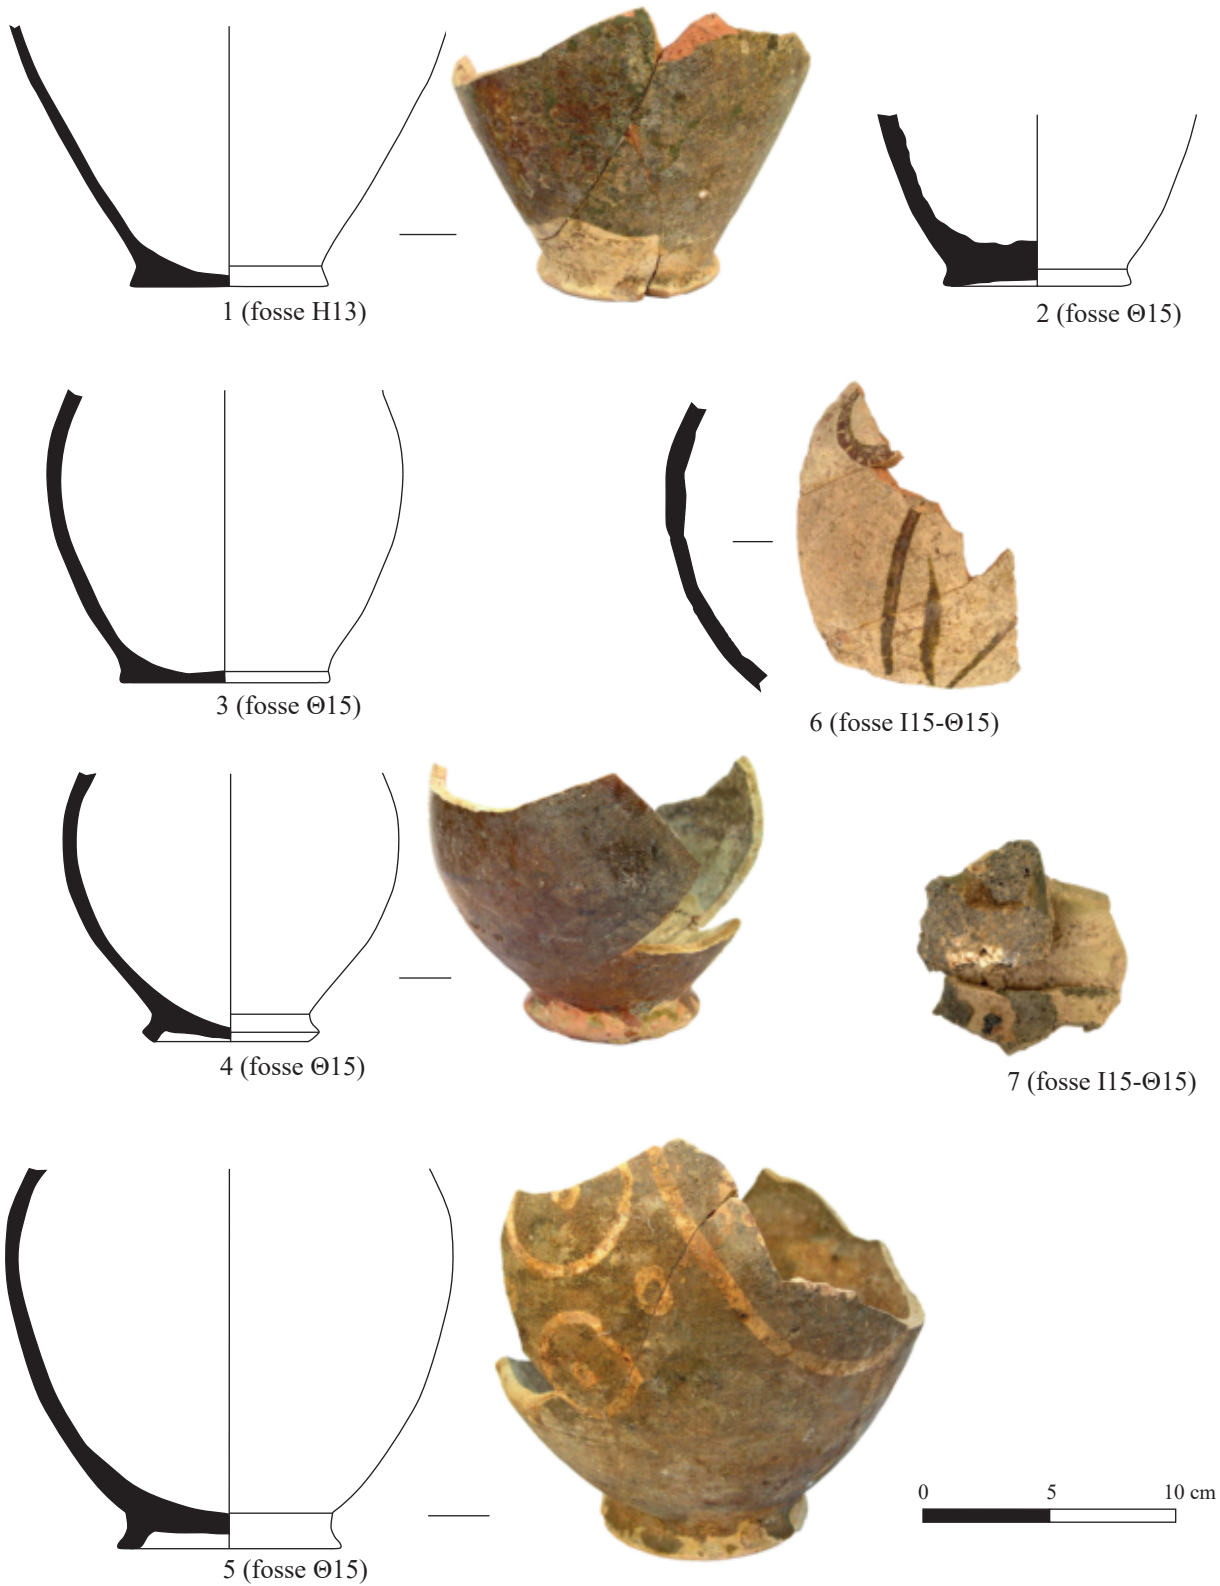 1 (fosse H13)
2 (fosse Θ15)
3 (fosse Θ15)
6 (fosse I15-Θ15)
4 (fosse Θ15)
7 (fosse I15-Θ15)
0 5 10 cm
5 (fosse Θ15)